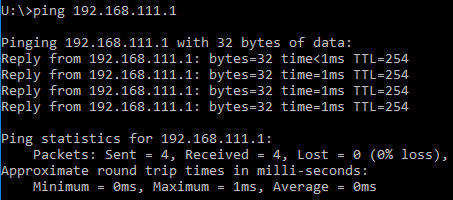 U:\>ping 192.168.111.1
Pinging 192.168.111.1 with 32 bytes of data:
Reply from 192.168.111.1: bytes=32 time<1ms TTL=254
Reply from 192.168.111.1: bytes=32 time=1ms TTL=254
Reply from 192.168.111.1: bytes=32 time=1ms TTL=254
Reply from 192.168.111.1: bytes=32 time=1ms TTL=254
Ping statistics for 192.168.111.1:
    Packets: Sent = 4, Received = 4, Lost = 0 (0% loss),
Approximate round trip times in milli-seconds:
    Minimum = 0ms, Maximum = 1ms, Average = 0ms